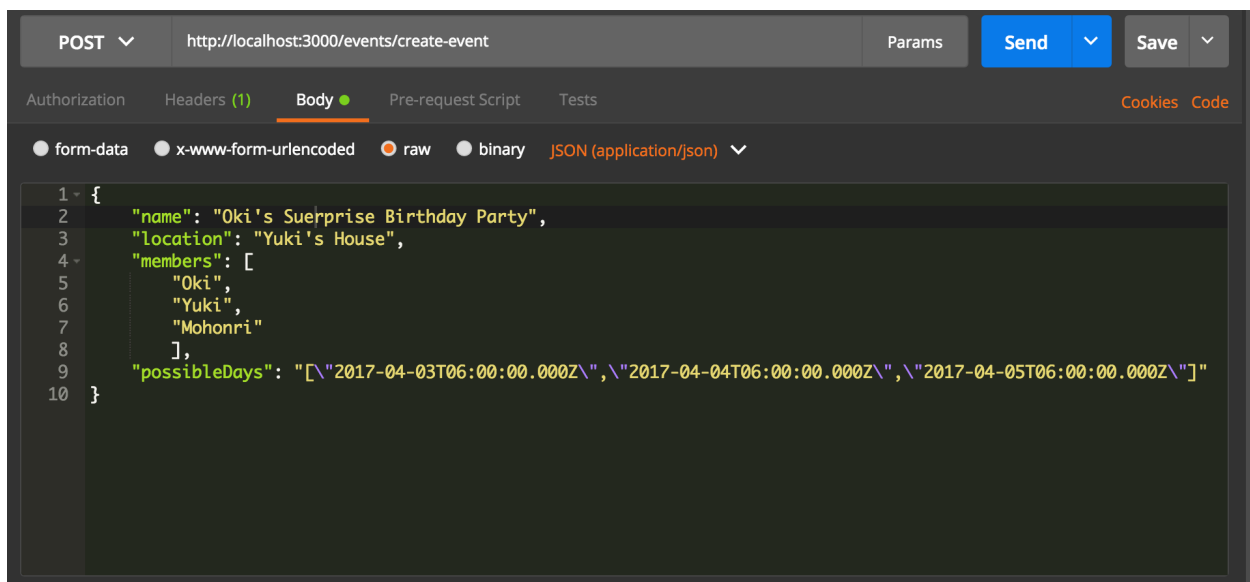 POST http://localhost:3000/events/create-event Params Send Save
Authorization Headers (1) Body Pre-request Script Tests Cookies Code
form-data x-www-form-urlencoded raw binary JSON (application/json)
1 {
2 "name": "Oki's Suerprise Birthday Party",
3 "location": "Yuki's House",
4 "members": [
5 "Oki",
6 "Yuki",
7 "Mohonri"
8 ],
9 "possibleDays": "[\"2017-04-03T06:00:00.000Z\",\"2017-04-04T06:00:00.000Z\",\"2017-04-05T06:00:00.000Z\"]"
10 }